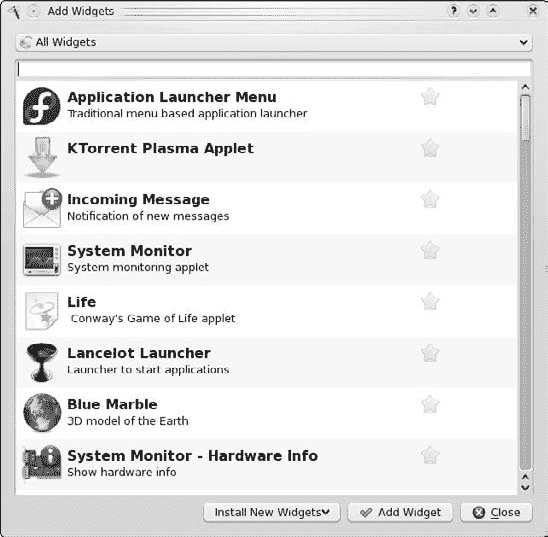 Add Widgets
All Widgets
Application Launcher Menu
Traditional menu based application launcher
KTorrent Plasma Applet
Incoming Message
Notification of new messages
System Monitor
System monitoring applet
Life
Conway's Game of Life applet
Lancelot Launcher
Launcher to start applications
Blue Marble
3D model of the Earth
System Monitor - Hardware Info
Show hardware info
Install New Widgets Add Widget Close